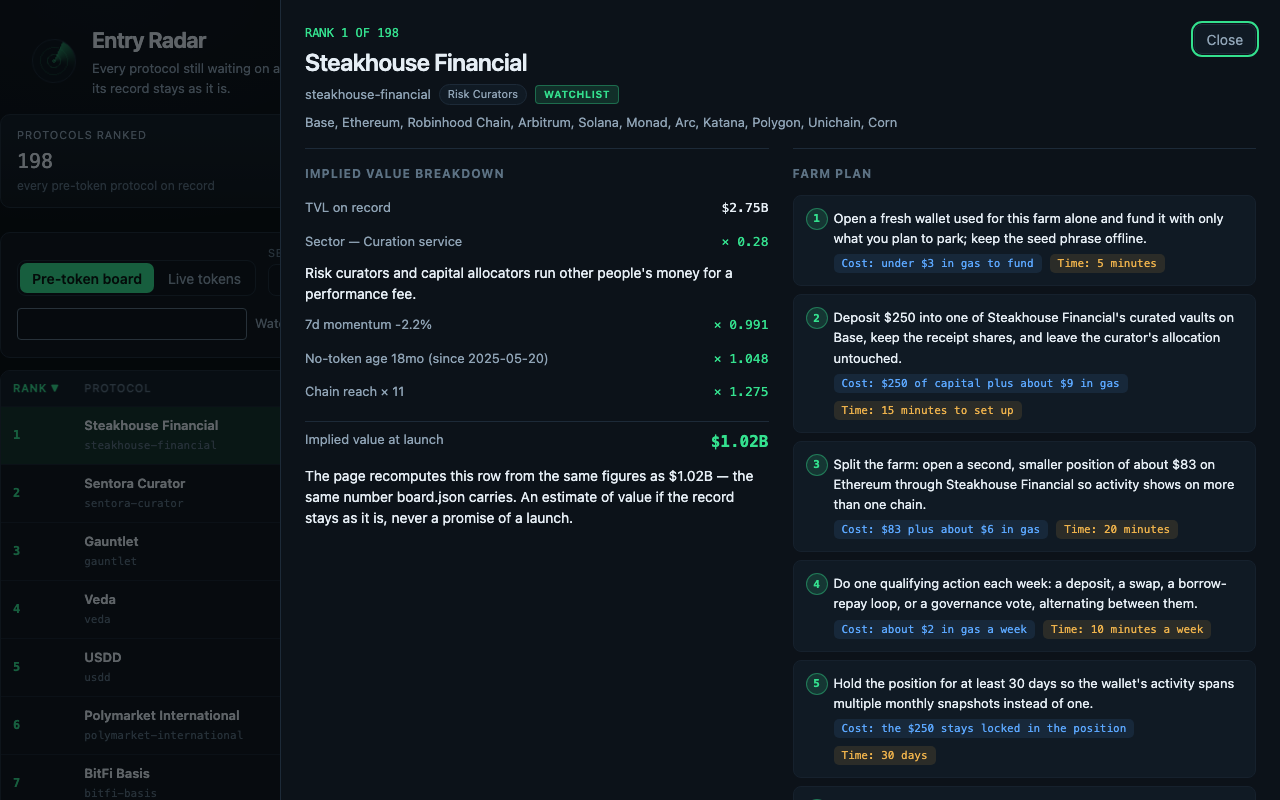 Entry Radar
Every protocol still waiting on a
its record stays as it is.
PROTOCOLS RANKED
198
every pre-token protocol on record
Pre-token board
Live tokens
SE
Wat
RANK ▼ PROTOCOL
1 Steakhouse Financial
steakhouse-financial
2 Sentora Curator
sentora-curator
3 Gauntlet
gauntlet
4 Veda
veda
5 USDD
usdd
6 Polymarket International
polymarket-international
7 BitFi Basis
bitfi-basis
RANK 1 OF 198
Close
Steakhouse Financial
steakhouse-financial Risk Curators WATCHLIST
Base, Ethereum, Robinhood Chain, Arbitrum, Solana, Monad, Arc, Katana, Polygon, Unichain, Corn
IMPLIED VALUE BREAKDOWN
TVL on record $2.75B
Sector — Curation service × 0.28
Risk curators and capital allocators run other people's money for a
performance fee.
7d momentum -2.2% × 0.991
No-token age 18mo (since 2025-05-20) × 1.048
Chain reach × 11 × 1.275
Implied value at launch $1.02B
The page recomputes this row from the same figures as $1.02B — the
same number board.json carries. An estimate of value if the record
stays as it is, never a promise of a launch.
FARM PLAN
1 Open a fresh wallet used for this farm alone and fund it with only
what you plan to park; keep the seed phrase offline.
Cost: under $3 in gas to fund Time: 5 minutes
2 Deposit $250 into one of Steakhouse Financial's curated vaults on
Base, keep the receipt shares, and leave the curator's allocation
untouched.
Cost: $250 of capital plus about $9 in gas
Time: 15 minutes to set up
3 Split the farm: open a second, smaller position of about $83 on
Ethereum through Steakhouse Financial so activity shows on more
than one chain.
Cost: $83 plus about $6 in gas Time: 20 minutes
4 Do one qualifying action each week: a deposit, a swap, a borrow-
repay loop, or a governance vote, alternating between them.
Cost: about $2 in gas a week Time: 10 minutes a week
5 Hold the position for at least 30 days so the wallet's activity spans
multiple monthly snapshots instead of one.
Cost: the $250 stays locked in the position
Time: 30 days